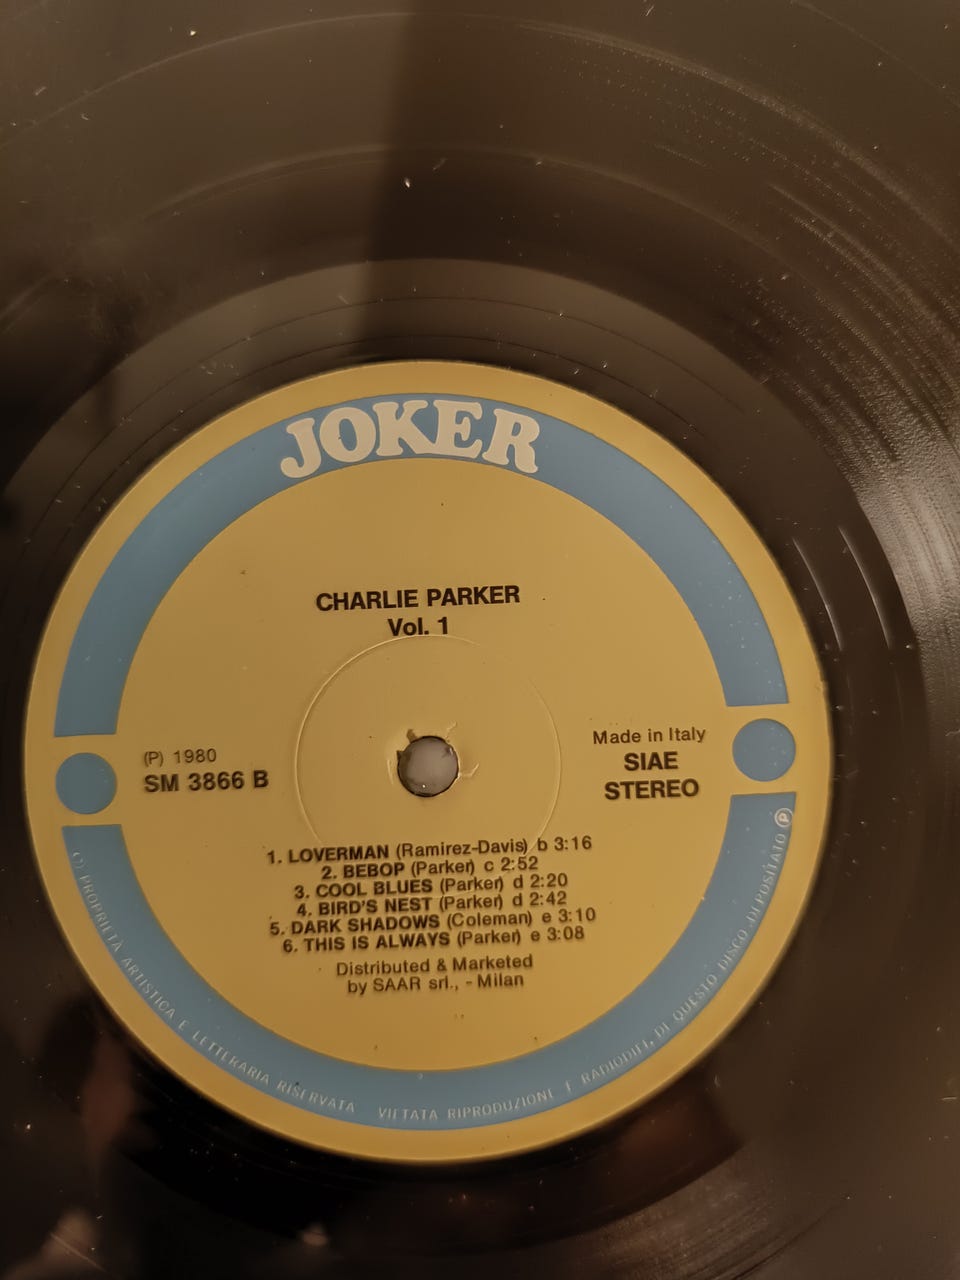 JOKER
CHARLIE PARKER
Vol. 1
(P) 1980
SM 3866 B
Made in Italy
SIAE
STEREO
1. LOVERMAN (Ramirez-Davis) b 3:16
2. BEBOP (Parker) c 2:52
3. COOL BLUES (Parker) d 2:20
4. BIRD'S NEST (Parker) d 2:42
5. DARK SHADOWS (Coleman) e 3:10
6. THIS IS ALWAYS (Parker) e 3:08
Distributed & Marketed
by SAAR srl., - Milan
PROPRIETA ARTISTICA E LETTERARIA RISERVATA VIETATA RIPRODUZIONE E RADIODIF. DI QUESTO DISCO DEPOSITATO Ⓟ